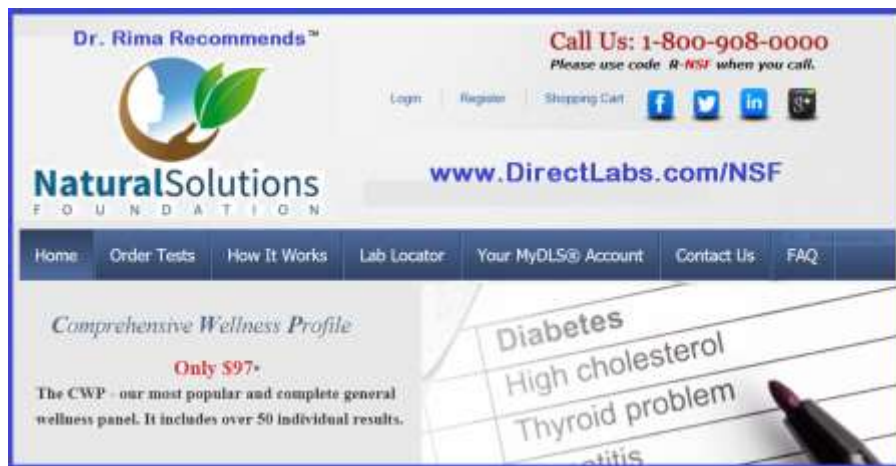 Dr. Rima Recommends™
Call Us: 1-800-908-0000
Please use code R-NSF when you call.
Login Register Shopping Cart
f in g+
www.DirectLabs.com/NSF
NaturalSolutions
FOUNDATION
Home Order Tests How It Works Lab Locator Your MyDLS® Account Contact Us FAQ
Comprehensive Wellness Profile
Only $97*
The CWP - our most popular and complete general
wellness panel. It includes over 50 individual results.
Diabetes
High cholesterol
Thyroid problem